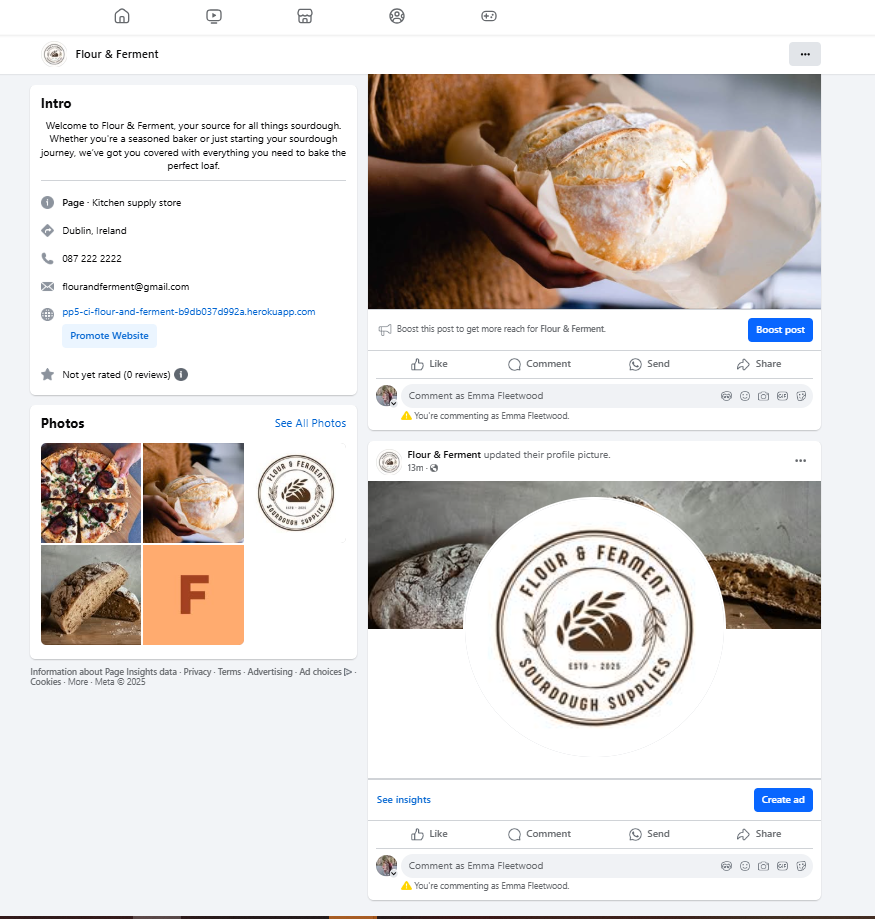 Flour & Ferment
...
Intro
Welcome to Flour & Ferment, your source for all things sourdough.
Whether you're a seasoned baker or just starting your sourdough
journey, we've got you covered with everything you need to bake the
perfect loaf.
Page · Kitchen supply store
Dublin, Ireland
087 222 2222
flourandferment@gmail.com
pp5-ci-flour-and-ferment-b9db037d992a.herokuapp.com
Promote Website
Not yet rated (0 reviews)
Photos
See All Photos
FLOUR & FERMENT
ESTD - 2025
SOURDOUGH SUPPLIES
F
Information about Page Insights data · Privacy · Terms · Advertising · Ad choices ·
Cookies · More · Meta © 2025
Boost this post to get more reach for Flour & Ferment.
Boost post
Like
Comment
Send
Share
Comment as Emma Fleetwood
GIF
You're commenting as Emma Fleetwood.
Flour & Ferment updated their profile picture.
13m ·
FLOUR & FERMENT
ESTD - 2025
SOURDOUGH SUPPLIES
See insights
Create ad
Like
Comment
Send
Share
Comment as Emma Fleetwood
GIF
You're commenting as Emma Fleetwood.